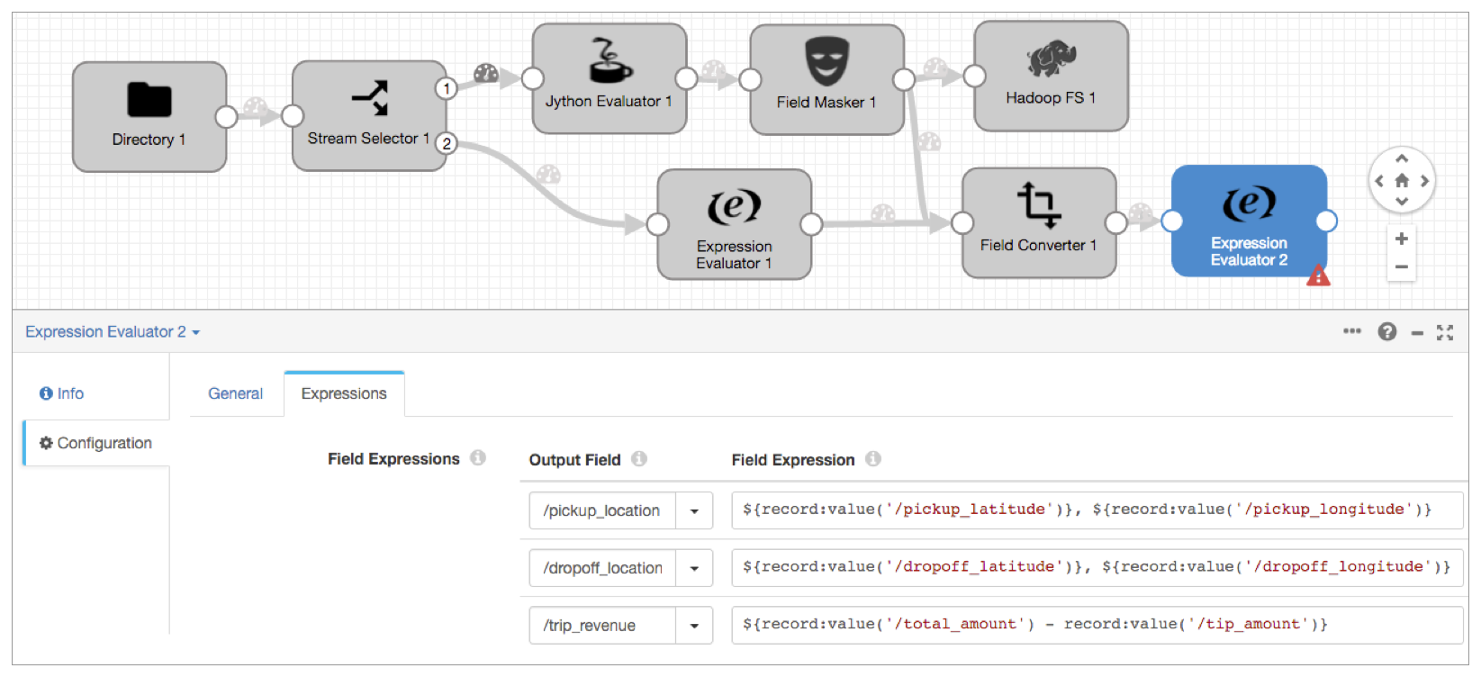 Directory 1
Stream Selector 1
1
2
Jython Evaluator 1
Field Masker 1
Hadoop FS 1
Expression
Evaluator 1
Field Converter 1
Expression
Evaluator 2
Expression Evaluator 2
Info
Configuration
General
Expressions
Field Expressions
Output Field
Field Expression
/pickup_location
${record:value('/pickup_latitude')}, ${record:value('/pickup_longitude')}
/dropoff_location
${record:value('/dropoff_latitude')}, ${record:value('/dropoff_longitude')}
/trip_revenue
${record:value('/total_amount') - record:value('/tip_amount')}